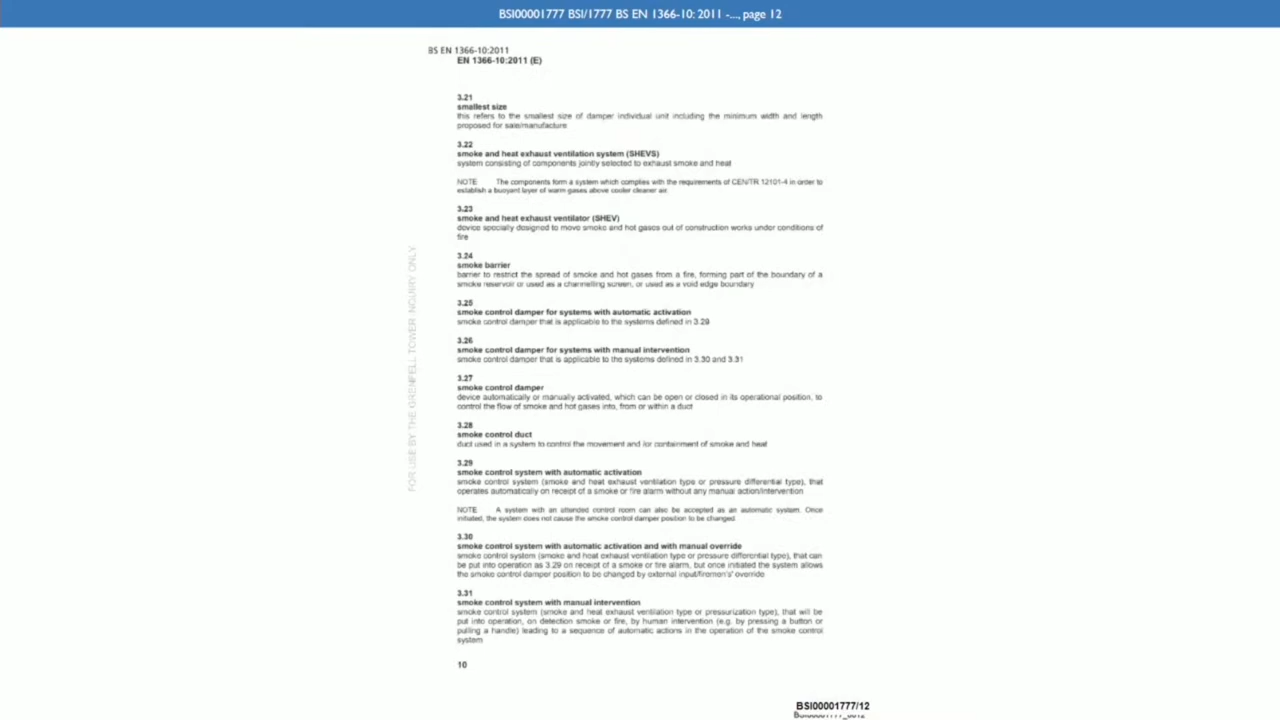 BSI00001777 BSI/1777 BS EN 1366-10: 2011 -..., page 12
BS EN 1366-10:2011
EN 1366-10:2011 (E)
3.21
smallest size
this refers to the smallest size of damper individual unit including the minimum width and length
proposed for sale/manufacture
3.22
smoke and heat exhaust ventilation system (SHEVS)
system consisting of components jointly selected to exhaust smoke and heat
NOTE The components form a system which complies with the requirements of CEN/TR 12101-4 in order to
establish a buoyant layer of warm gases above cooler cleaner air.
3.23
smoke and heat exhaust ventilator (SHEV)
device specially designed to move smoke and hot gases out of construction works under conditions of
fire
3.24
smoke barrier
barrier to restrict the spread of smoke and hot gases from a fire, forming part of the boundary of a
smoke reservoir or used as a channelling screen, or used as a void edge boundary
3.25
smoke control damper for systems with automatic activation
smoke control damper that is applicable to the systems defined in 3.29
3.26
smoke control damper for systems with manual intervention
smoke control damper that is applicable to the systems defined in 3.30 and 3.31
3.27
smoke control damper
device automatically or manually activated, which can be open or closed in its operational position, to
control the flow of smoke and hot gases into, from or within a duct
3.28
smoke control duct
duct used in a system to control the movement and /or containment of smoke and heat
3.29
smoke control system with automatic activation
smoke control system (smoke and heat exhaust ventilation type or pressure differential type), that
operates automatically on receipt of a smoke or fire alarm without any manual action/intervention
NOTE A system with an attended control room can also be accepted as an automatic system. Once
initiated, the system does not cause the smoke control damper position to be changed.
3.30
smoke control system with automatic activation and with manual override
smoke control system (smoke and heat exhaust ventilation type or pressure differential type), that can
be put into operation as 3.29 on receipt of a smoke or fire alarm, but once initiated the system allows
the smoke control damper position to be changed by external input/firemen's' override
3.31
smoke control system with manual intervention
smoke control system (smoke and heat exhaust ventilation type or pressurization type), that will be
put into operation, on detection smoke or fire, by human intervention (e.g. by pressing a button or
pulling a handle) leading to a sequence of automatic actions in the operation of the smoke control
system
10
FOR USE BY THE GRENFELL TOWER INQUIRY ONLY
BSI00001777/12
BSI00001777_0012